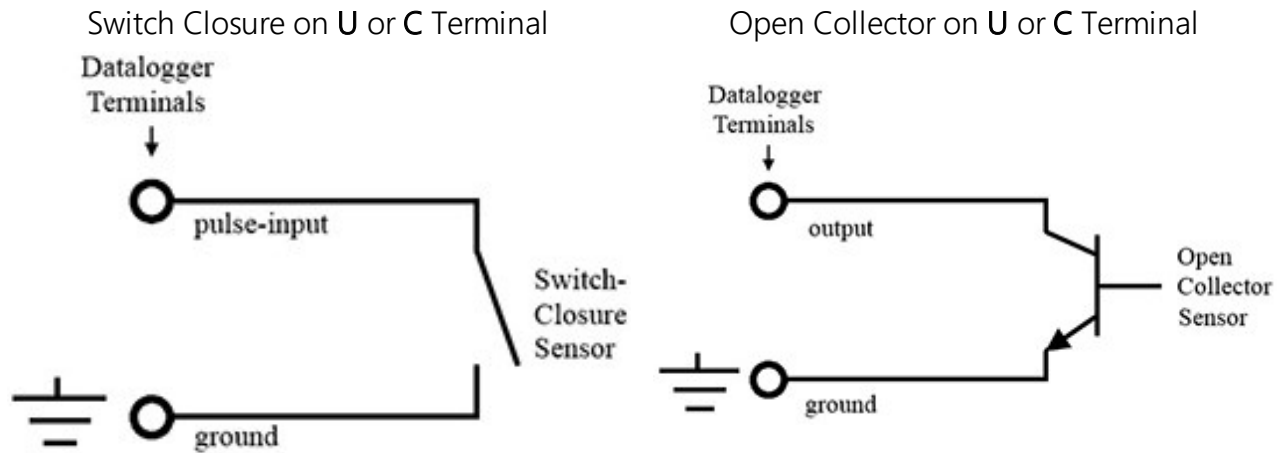 Switch Closure on U or C Terminal
Datalogger
Terminals
pulse-input
Switch-
Closure
Sensor
ground
Open Collector on U or C Terminal
Datalogger
Terminals
output
Open
Collector
Sensor
ground